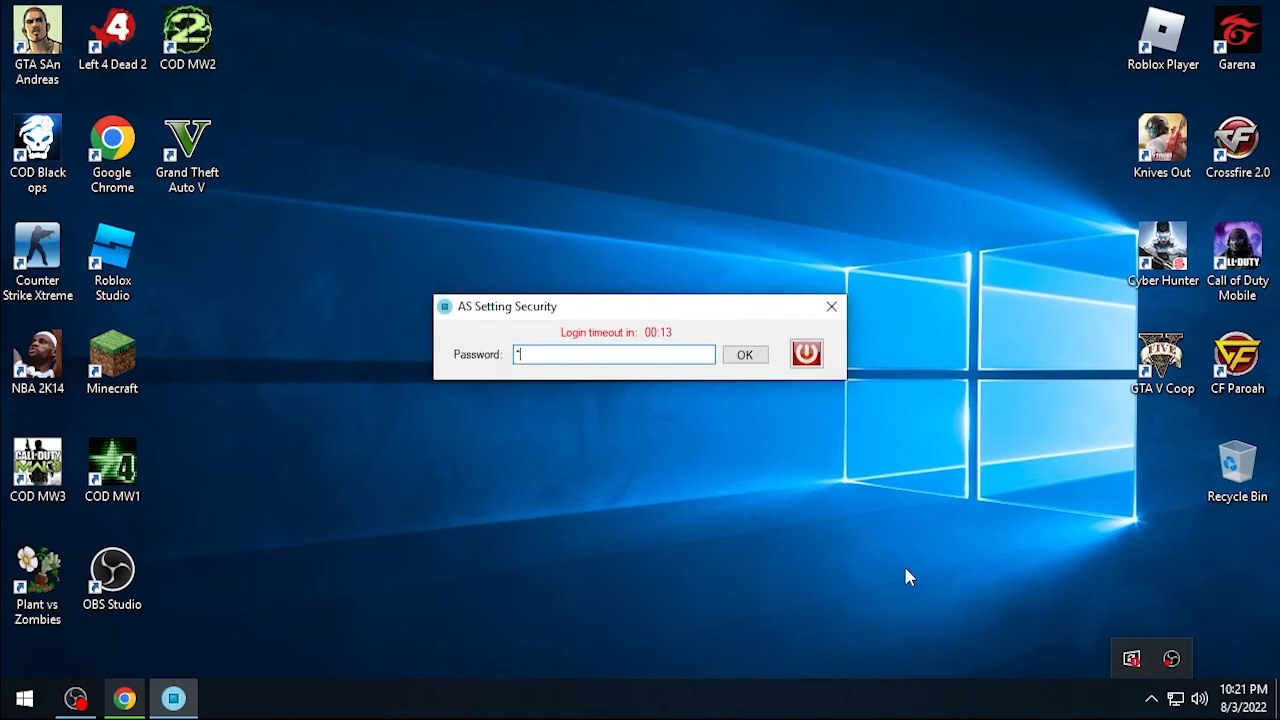 GTA SAn
Andreas
Left 4 Dead 2
COD MW2
Roblox Player
Garena
COD Black
ops
Google
Chrome
Grand Theft
Auto V
Knives Out
Crossfire 2.0
Counter
Strike Xtreme
Roblox
Studio
Cyber Hunter
Call of Duty
Mobile
AS Setting Security
Login timeout in: 00:13
Password:
*
OK
NBA 2K14
Minecraft
GTA V Coop
CF Paroah
COD MW3
COD MW1
Recycle Bin
Plant vs
Zombies
OBS Studio
10:21 PM
8/3/2022